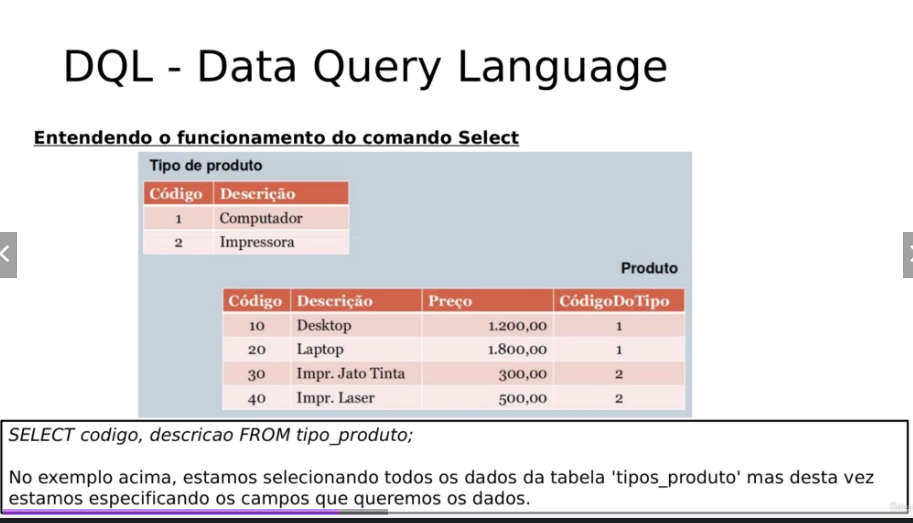 DQL - Data Query Language
Entendendo o funcionamento do comando Select
Tipo de produto
Código Descrição
1 Computador
2 Impressora
Produto
Código Descrição Preço CódigoDoTipo
10 Desktop 1.200,00 1
20 Laptop 1.800,00 1
30 Impr. Jato Tinta 300,00 2
40 Impr. Laser 500,00 2
SELECT codigo, descricao FROM tipo_produto;
No exemplo acima, estamos selecionando todos os dados da tabela 'tipos_produto' mas desta vez
estamos especificando os campos que queremos os dados.